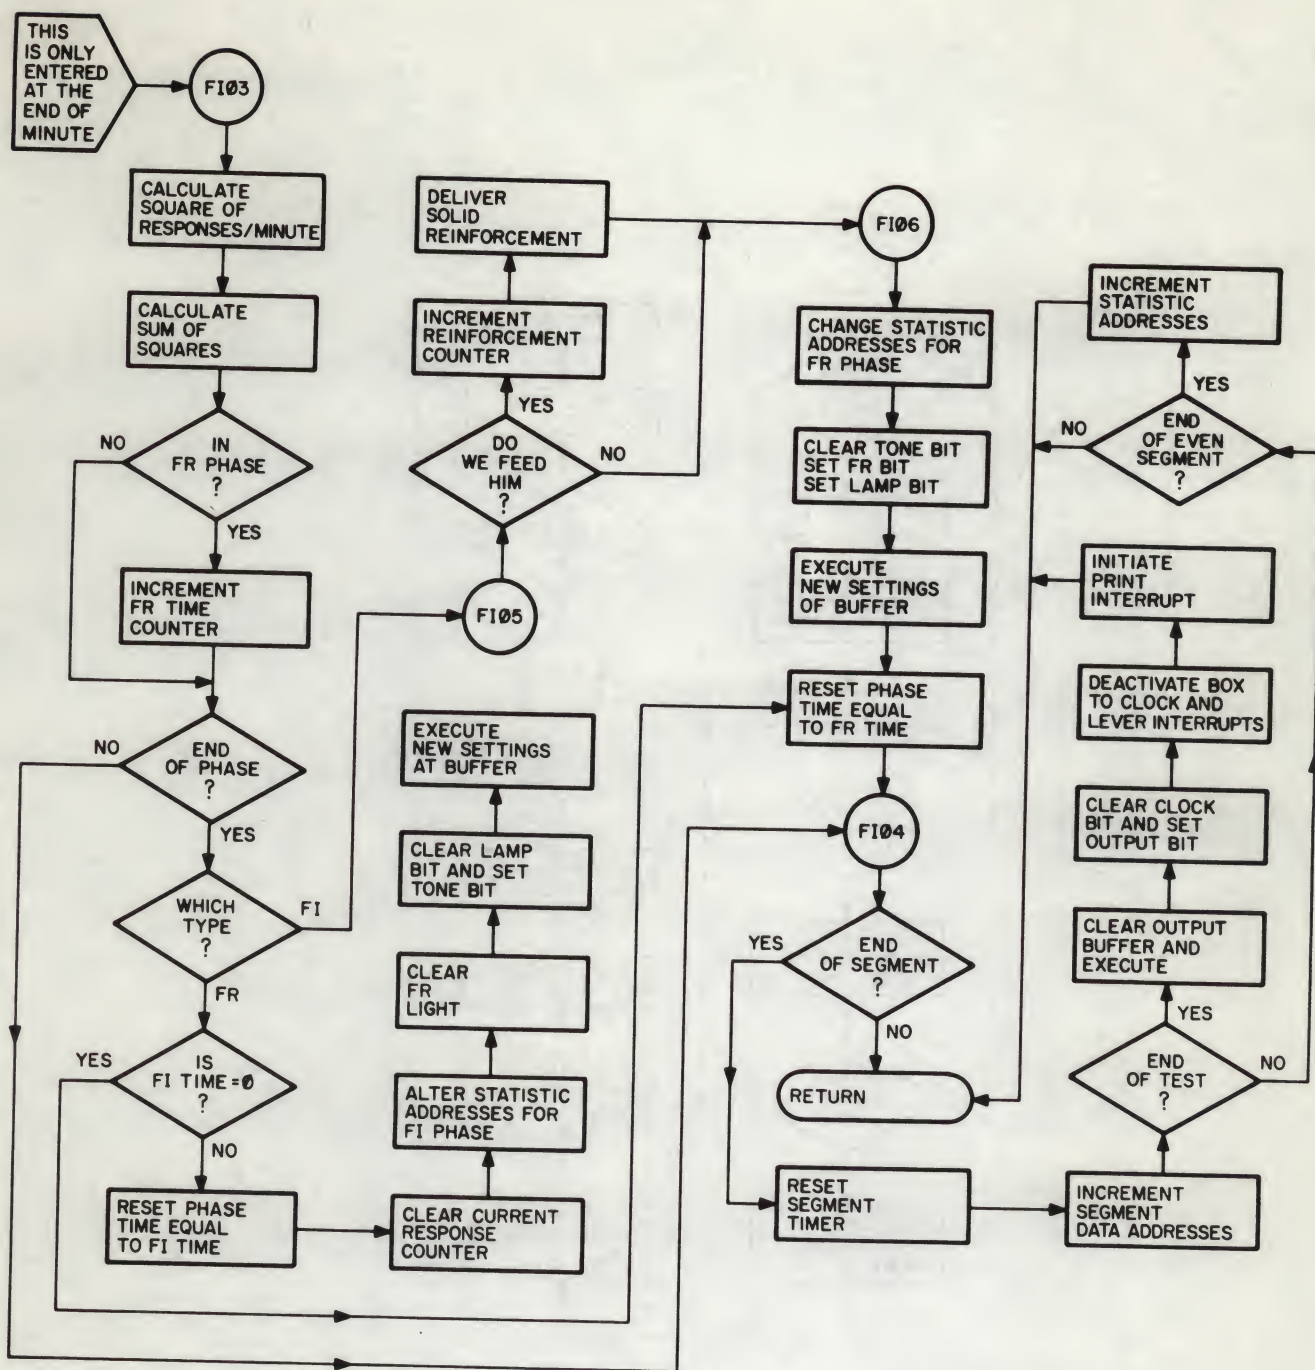 THIS
IS ONLY
ENTERED
AT THE
END OF
MINUTE
FIØ3
CALCULATE
SQUARE OF
RESPONSES/MINUTE
CALCULATE
SUM OF
SQUARES
NO
IN
FR PHASE
?
YES
INCREMENT
FR TIME
COUNTER
NO
END
OF PHASE
?
YES
WHICH
TYPE
?
FI
FR
YES
IS
FI TIME=Ø
?
NO
RESET PHASE
TIME EQUAL
TO FI TIME
DELIVER
SOLID
REINFORCEMENT
INCREMENT
REINFORCEMENT
COUNTER
YES
DO
WE FEED
HIM
?
NO
FIØ5
EXECUTE
NEW SETTINGS
AT BUFFER
CLEAR LAMP
BIT AND SET
TONE BIT
CLEAR
FR
LIGHT
ALTER STATISTIC
ADDRESSES FOR
FI PHASE
CLEAR CURRENT
RESPONSE
COUNTER
FIØ6
CHANGE STATISTIC
ADDRESSES FOR
FR PHASE
CLEAR TONE BIT
SET FR BIT
SET LAMP BIT
EXECUTE
NEW SETTINGS
OF BUFFER
RESET PHASE
TIME EQUAL
TO FR TIME
FIØ4
YES
END
OF SEGMENT
?
NO
RETURN
RESET
SEGMENT
TIMER
INCREMENT
STATISTIC
ADDRESSES
YES
NO
END
OF EVEN
SEGMENT
?
INITIATE
PRINT
INTERRUPT
DEACTIVATE BOX
TO CLOCK AND
LEVER INTERRUPTS
CLEAR CLOCK
BIT AND SET
OUTPUT BIT
CLEAR OUTPUT
BUFFER AND
EXECUTE
YES
END
OF TEST
?
NO
INCREMENT
SEGMENT
DATA ADDRESSES